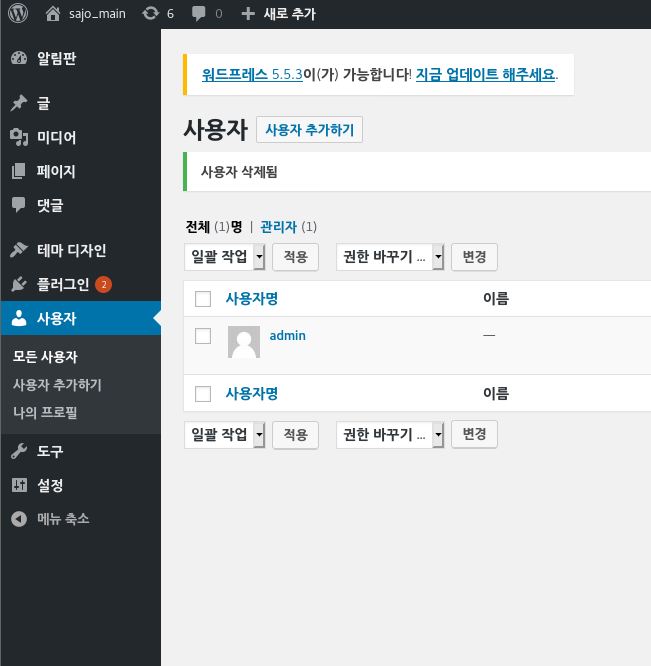 sajo_main 6 0 새로 추가
알림판
글
미디어
페이지
댓글
테마 디자인
플러그인 2
사용자
모든 사용자
사용자 추가하기
나의 프로필
도구
설정
메뉴 축소
워드프레스 5.5.3이(가) 가능합니다! 지금 업데이트 해주세요.
사용자 사용자 추가하기
사용자 삭제됨
전체 (1)명 | 관리자 (1)
일괄 작업 적용 권한 바꾸기 ... 변경
사용자명 이름
admin —
사용자명 이름
일괄 작업 적용 권한 바꾸기 ... 변경